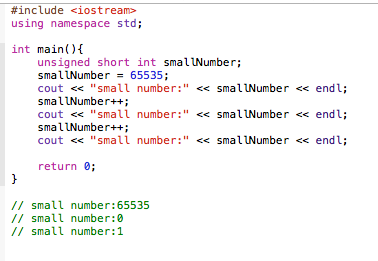 #include <iostream>
using namespace std;
int main(){
unsigned short int smallNumber;
smallNumber = 65535;
cout << "small number:" << smallNumber << endl;
smallNumber++;
cout << "small number:" << smallNumber << endl;
smallNumber++;
cout << "small number:" << smallNumber << endl;
return 0;
}
// small number:65535
// small number:0
// small number:1